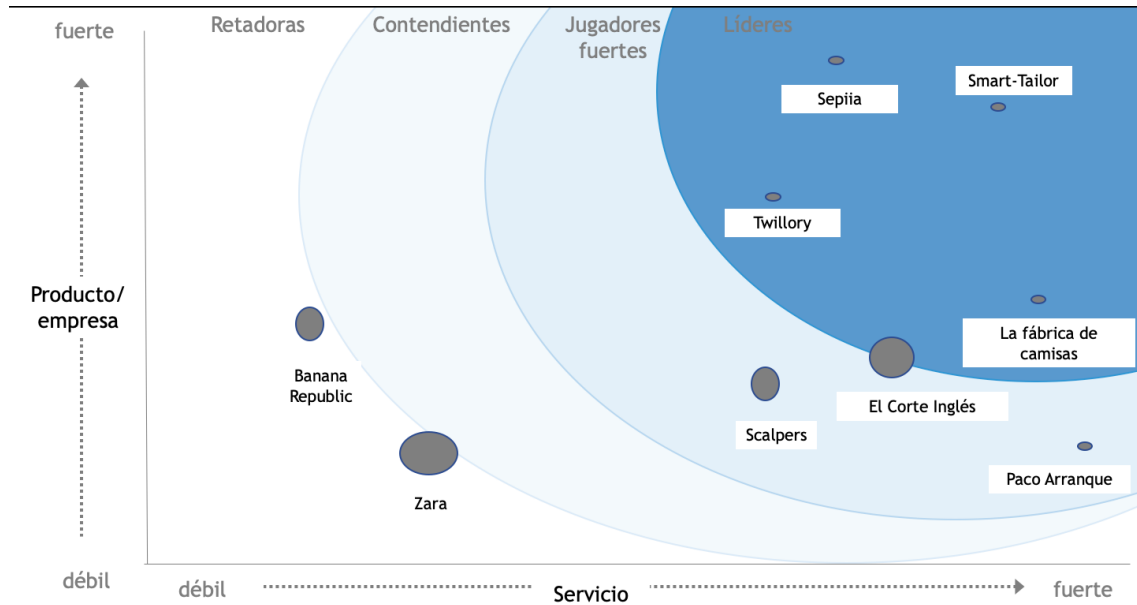 fuerte
Retadoras
Contendientes
Jugadores
fuertes
Líderes
Sepiia
Smart-Tailor
Twillory
Producto/
empresa
La fábrica de
camisas
Banana
Republic
El Corte Inglés
Scalpers
Paco Arranque
Zara
débil
débil
Servicio
fuerte